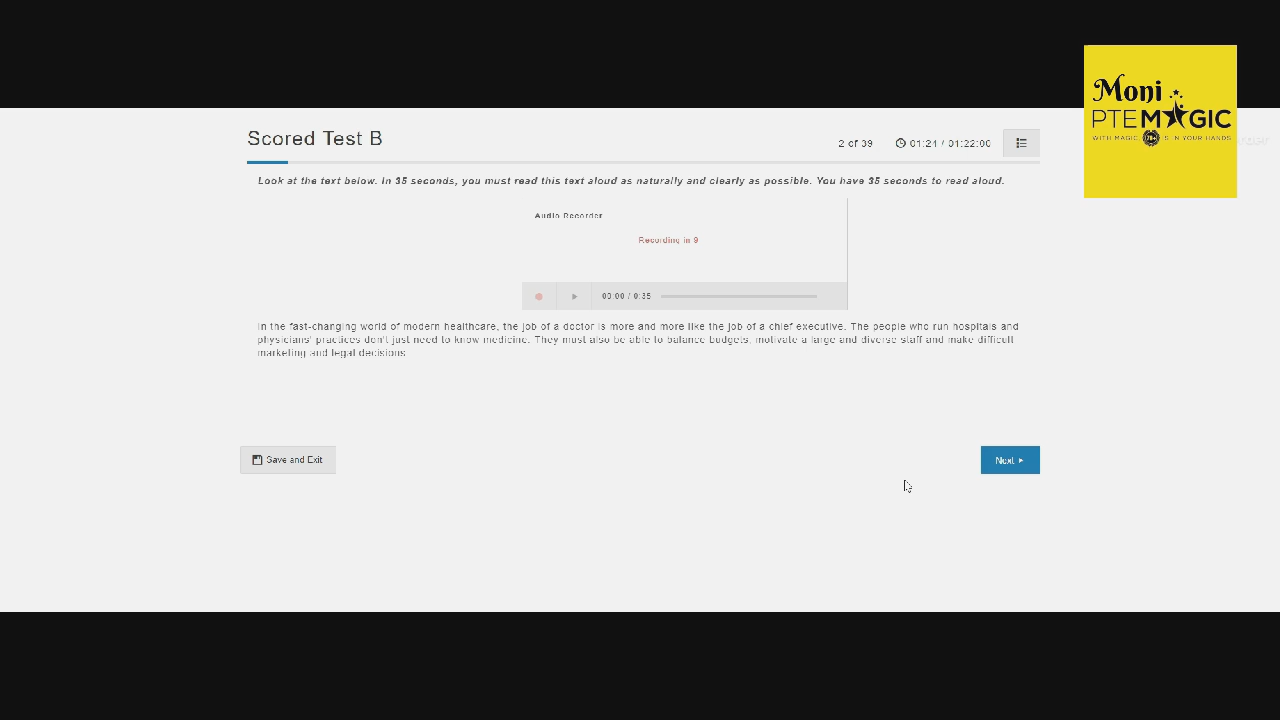 Moni
PTEMAGIC
WITH MAGIC, 79+ IS IN YOUR HANDS
Scored Test B
2 of 39
01:24 / 01:22:00
Look at the text below. In 35 seconds, you must read this text aloud as naturally and clearly as possible. You have 35 seconds to read aloud.
Audio Recorder
Recording in 9
00:00 / 0:35
In the fast-changing world of modern healthcare, the job of a doctor is more and more like the job of a chief executive. The people who run hospitals and
physicians' practices don't just need to know medicine. They must also be able to balance budgets, motivate a large and diverse staff and make difficult
marketing and legal decisions
Save and Exit
Next